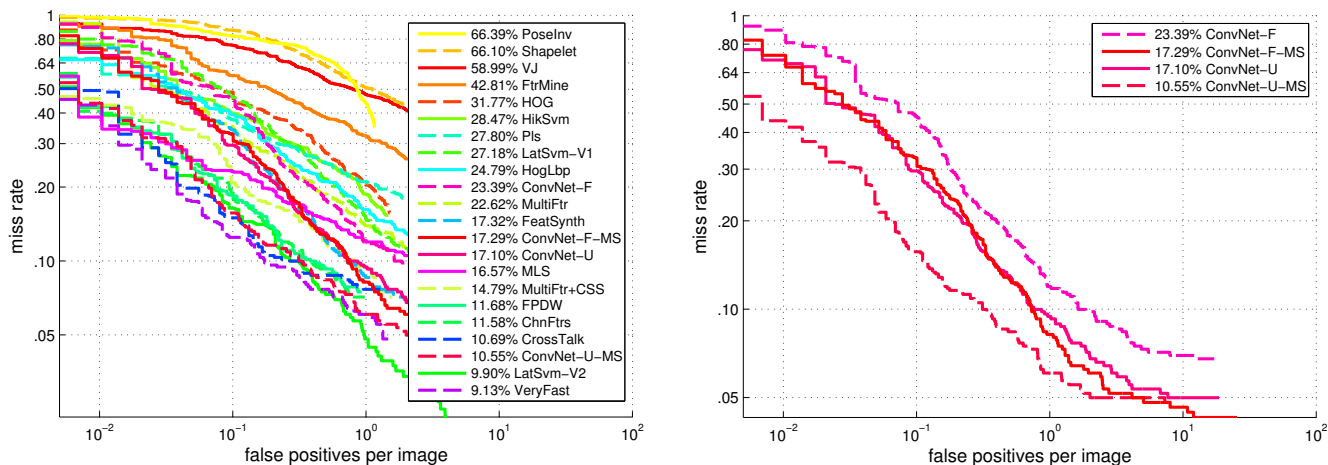 1
.80
.64
.50
.40
.30
.20
.10
.05
miss rate
10^-2
10^-1
10^0
10^1
10^2
false positives per image
66.39% PoseInv
66.10% Shapelet
58.99% VJ
42.81% FtrMine
31.77% HOG
28.47% HikSvm
27.80% Pls
27.18% LatSvm-V1
24.79% HogLbp
23.39% ConvNet-F
22.62% MultiFtr
17.32% FeatSynth
17.29% ConvNet-F-MS
17.10% ConvNet-U
16.57% MLS
14.79% MultiFtr+CSS
11.68% FPDW
11.58% ChnFtrs
10.69% CrossTalk
10.55% ConvNet-U-MS
9.90% LatSvm-V2
9.13% VeryFast
1
.80
.64
.50
.40
.30
.20
.10
.05
miss rate
10^-2
10^-1
10^0
10^1
10^2
false positives per image
23.39% ConvNet-F
17.29% ConvNet-F-MS
17.10% ConvNet-U
10.55% ConvNet-U-MS